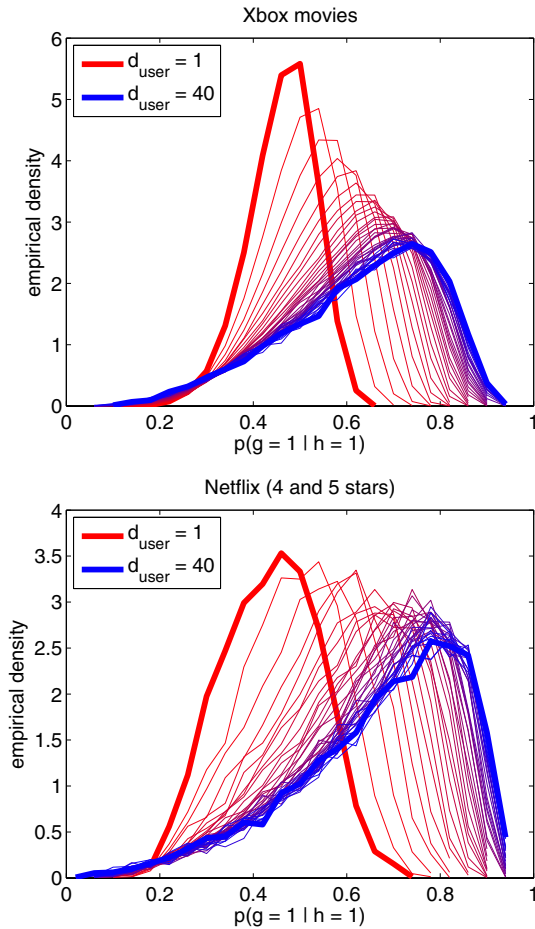 Xbox movies
6
5
4
3
2
1
0
empirical density
d_user = 1
d_user = 40
0 0.2 0.4 0.6 0.8 1
p(g = 1 | h = 1)
Netflix (4 and 5 stars)
4
3.5
3
2.5
2
1.5
1
0.5
0
empirical density
d_user = 1
d_user = 40
0 0.2 0.4 0.6 0.8 1
p(g = 1 | h = 1)